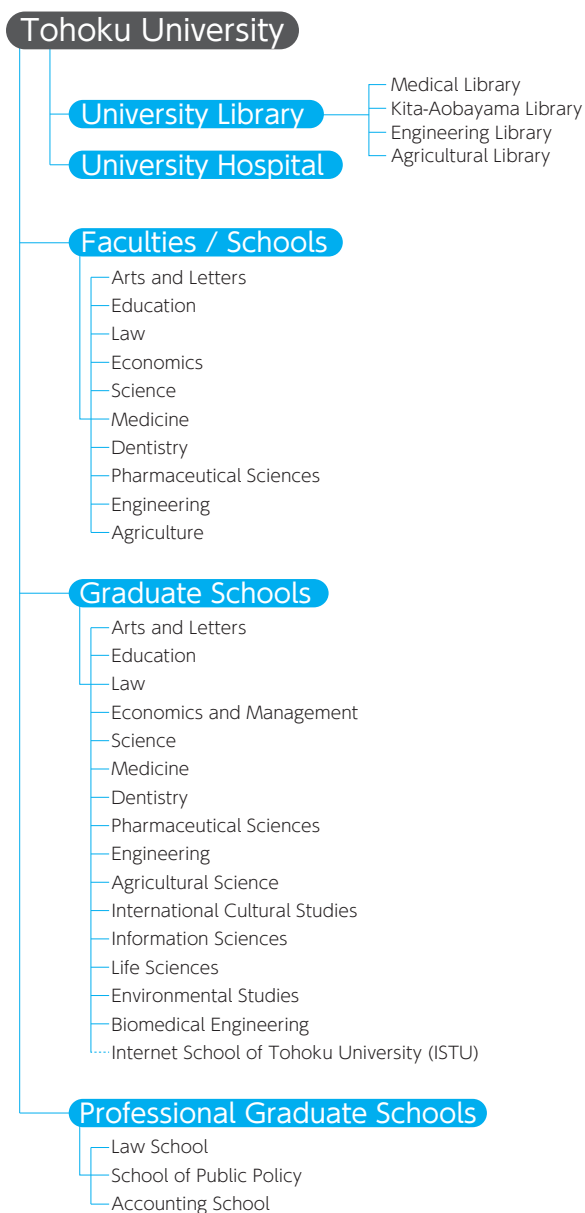 Tohoku University
University Library
Medical Library
Kita-Aobayama Library
Engineering Library
Agricultural Library
University Hospital
Faculties / Schools
Arts and Letters
Education
Law
Economics
Science
Medicine
Dentistry
Pharmaceutical Sciences
Engineering
Agriculture
Graduate Schools
Arts and Letters
Education
Law
Economics and Management
Science
Medicine
Dentistry
Pharmaceutical Sciences
Engineering
Agricultural Science
International Cultural Studies
Information Sciences
Life Sciences
Environmental Studies
Biomedical Engineering
Internet School of Tohoku University (ISTU)
Professional Graduate Schools
Law School
School of Public Policy
Accounting School